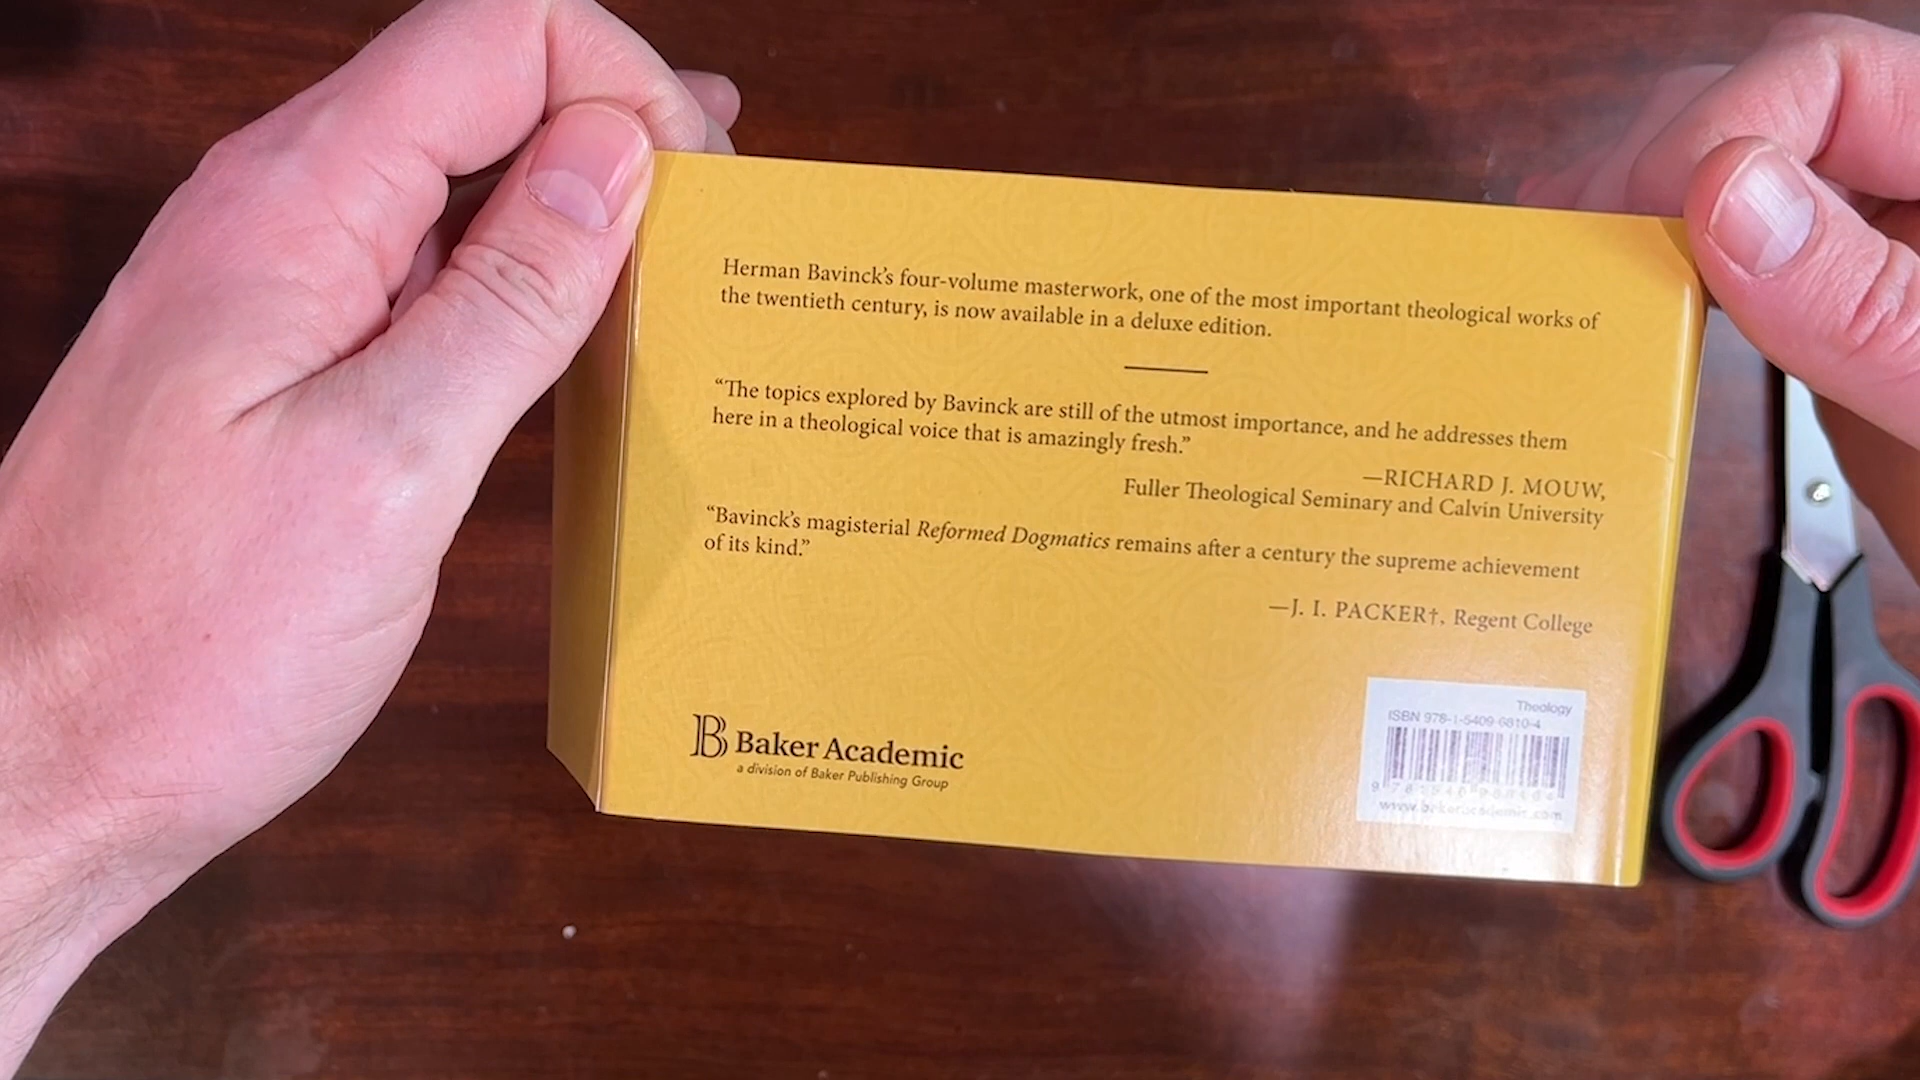 Herman Bavinck’s four-volume masterwork, one of the most important theological works of
the twentieth century, is now available in a deluxe edition.
“The topics explored by Bavinck are still of the utmost importance, and he addresses them
here in a theological voice that is amazingly fresh.”
—RICHARD J. MOUW,
Fuller Theological Seminary and Calvin University
“Bavinck’s magisterial Reformed Dogmatics remains after a century the supreme achievement
of its kind.”
—J. I. PACKER†, Regent College
B Baker Academic
a division of Baker Publishing Group
Theology
ISBN 978-1-5409-6810-4
www.bakeracademic.com